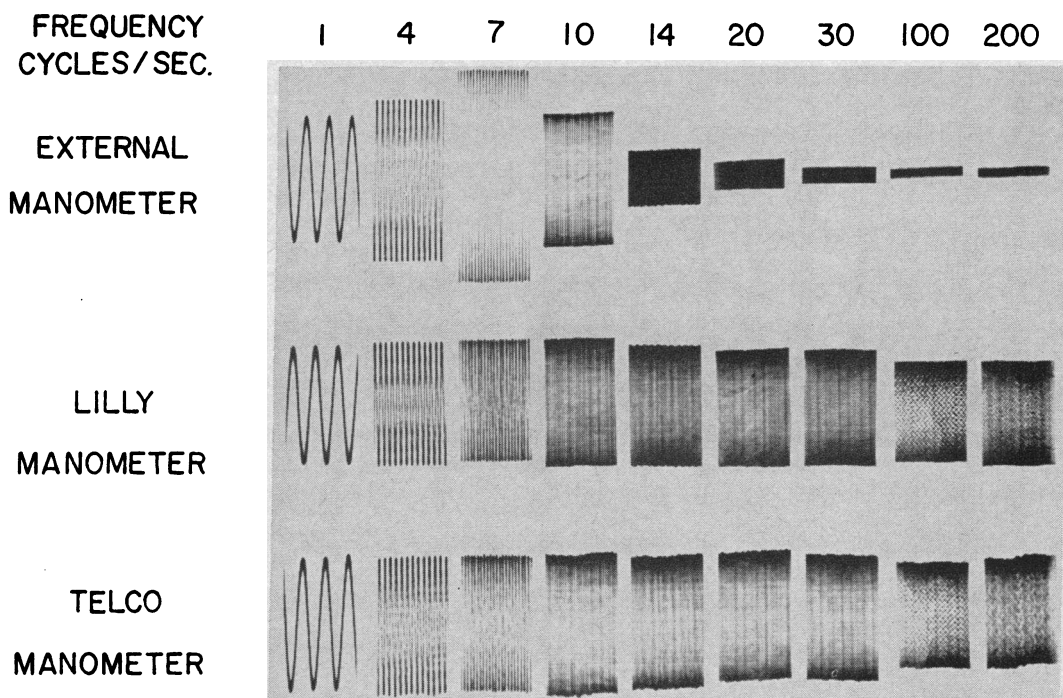 FREQUENCY
CYCLES/SEC.
1 4 7 10 14 20 30 100 200
EXTERNAL
MANOMETER
LILLY
MANOMETER
TELCO
MANOMETER